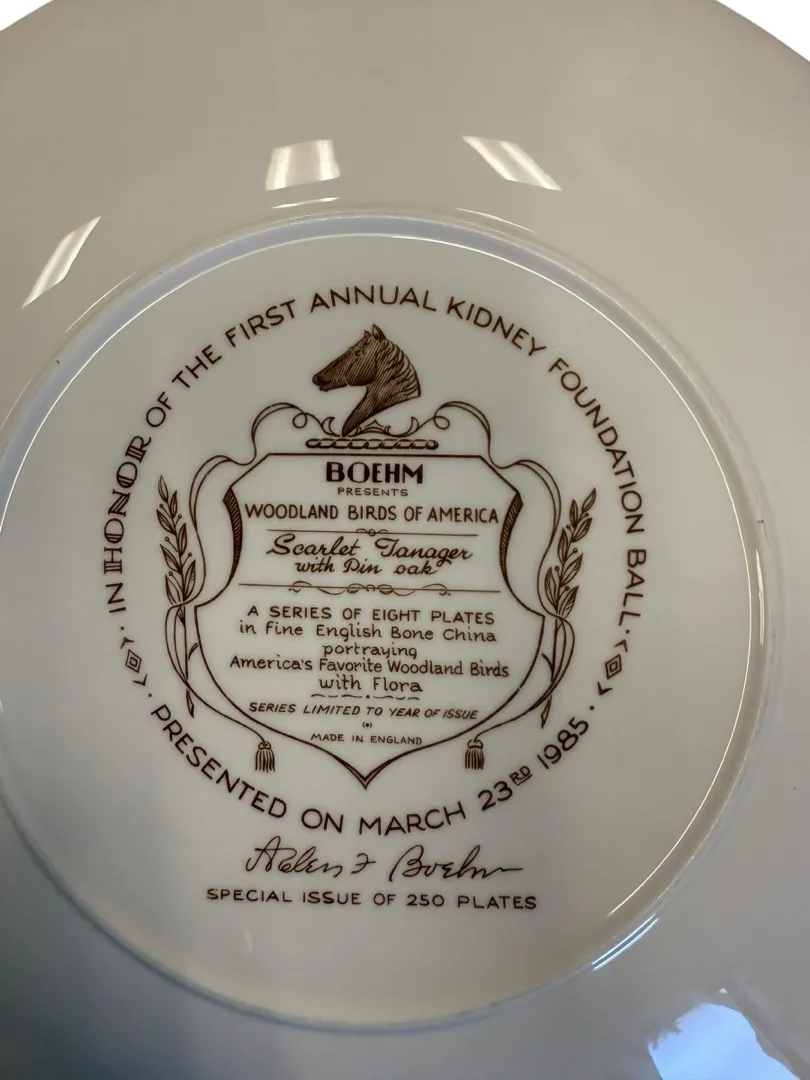 IN HONOR OF THE FIRST ANNUAL KIDNEY FOUNDATION BALL.
BOEHM
PRESENTS
WOODLAND BIRDS OF AMERICA
Scarlet Tanager
with Pin oak
A SERIES OF EIGHT PLATES
in Fine English Bone China
portraying
America's Favorite Woodland Birds
with Flora
SERIES LIMITED TO YEAR OF ISSUE
MADE IN ENGLAND
PRESENTED ON MARCH 23RD 1985.
Helen F Boehm
SPECIAL ISSUE OF 250 PLATES